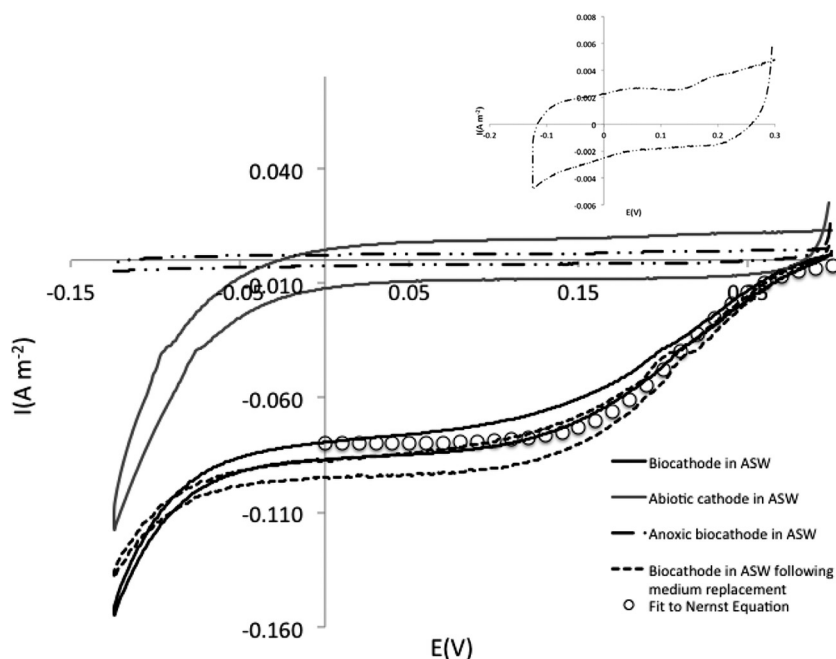 0.008
0.006
0.004
0.002
0
-0.002
-0.004
-0.006
I(A m-2)
-0.2
-0.1
0
0.1
0.2
0.3
E(V)
0.040
-0.010
-0.060
-0.110
-0.160
I(A m-2)
-0.15
-0.05
0.05
0.15
E(V)
Biocathode in ASW
Abiotic cathode in ASW
Anoxic biocathode in ASW
Biocathode in ASW following
medium replacement
Fit to Nernst Equation